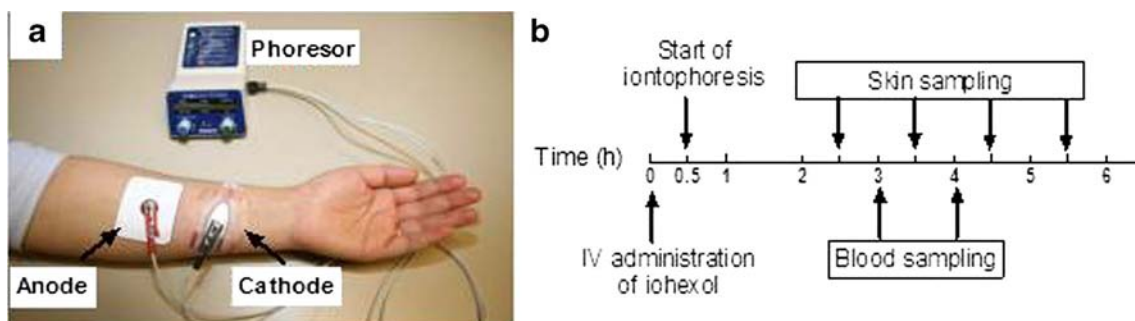 a
Phoresor
Anode
Cathode
b
Start of
iontophoresis
Skin sampling
Time (h)
0 0.5 1 2 3 4 5 6
IV administration
of iohexol
Blood sampling